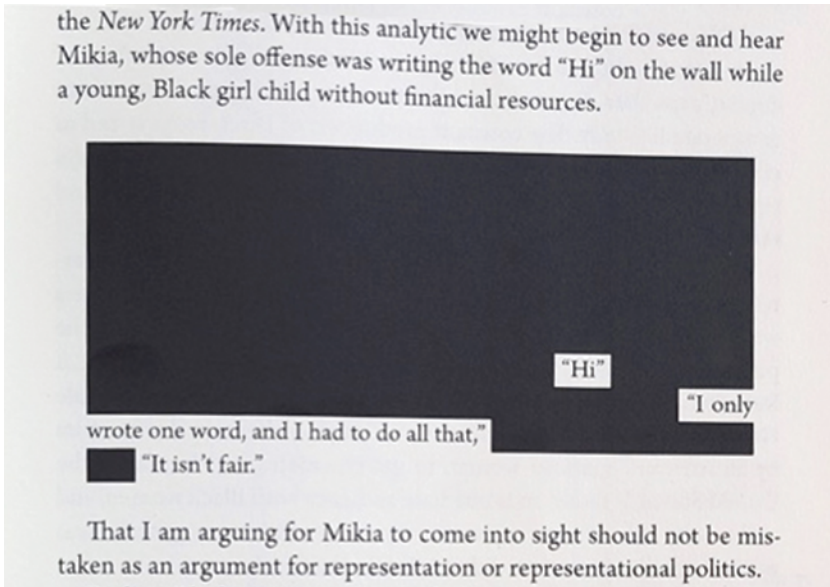 the New York Times. With this analytic we might begin to see and hear
Mikia, whose sole offense was writing the word “Hi” on the wall while
a young, Black girl child without financial resources.
“Hi”
“I only
wrote one word, and I had to do all that,”
“It isn’t fair.”
That I am arguing for Mikia to come into sight should not be mis-
taken as an argument for representation or representational politics.